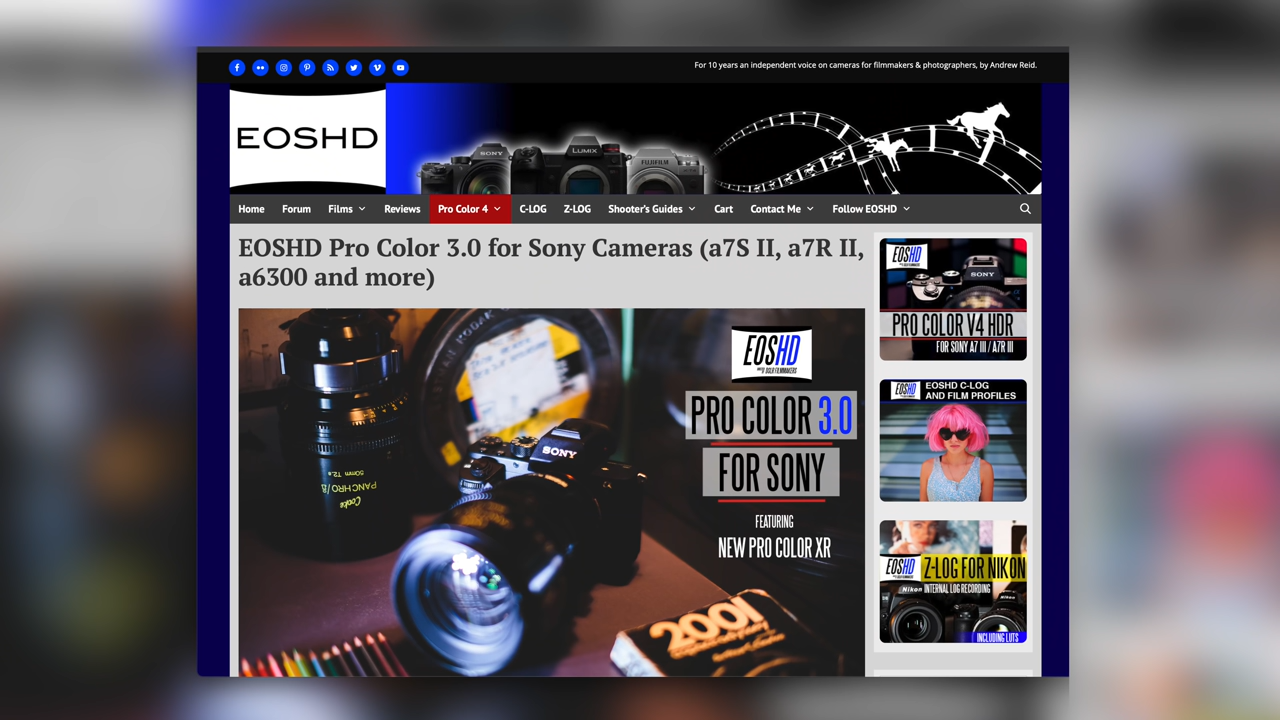 For 10 years an independent voice on cameras for filmmakers & photographers, by Andrew Reid.
EOSHD
SONY
LUMIX
FUJIFILM
Home Forum Films Reviews Pro Color 4 C-LOG Z-LOG Shooter's Guides Cart Contact Me Follow EOSHD
EOSHD Pro Color 3.0 for Sony Cameras (a7S II, a7R II,
a6300 and more)
EOSHD
PRO COLOR 3.0
FOR SONY
FEATURING
NEW PRO COLOR XR
SONY
50mm T2.8
PANCHRO/i
Cooke
2001
EOSHD
SONY
PRO COLOR V4 HDR
FOR SONY A7 III / A7R III
EOSHD
EOSHD C-LOG
AND FILM PROFILES
EOSHD
Z-LOG FOR NIKON
INTERNAL LOG RECORDING
Nikon
Nikon
INCLUDING LUTS